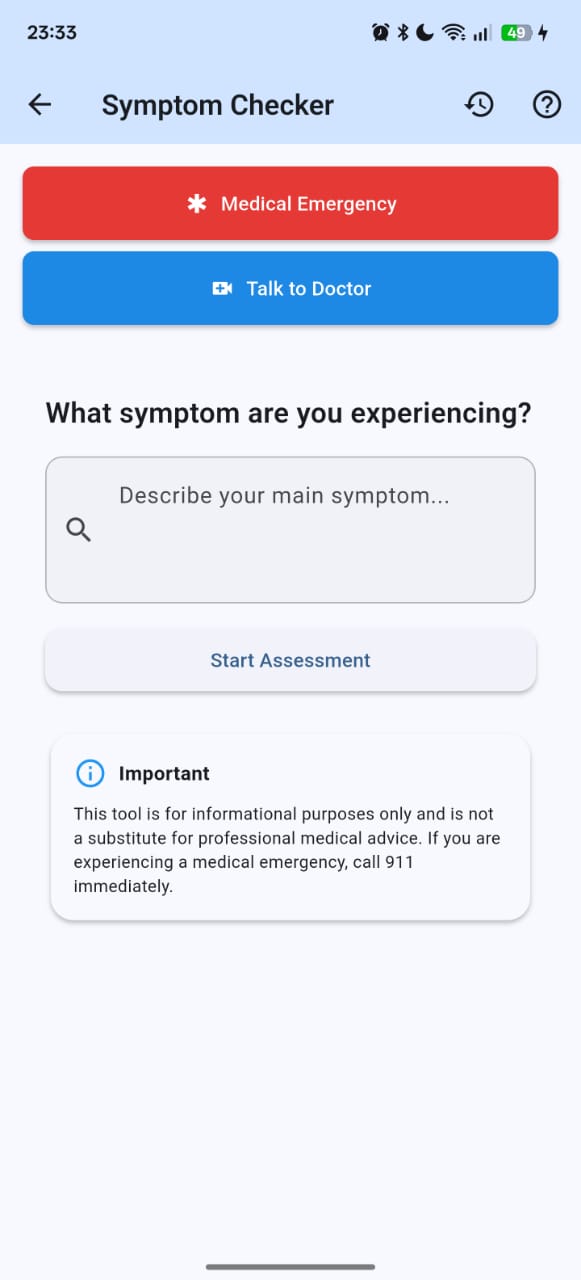 23:33
49
Symptom Checker
Medical Emergency
Talk to Doctor
What symptom are you experiencing?
Describe your main symptom...
Start Assessment
Important
This tool is for informational purposes only and is not
a substitute for professional medical advice. If you are
experiencing a medical emergency, call 911
immediately.